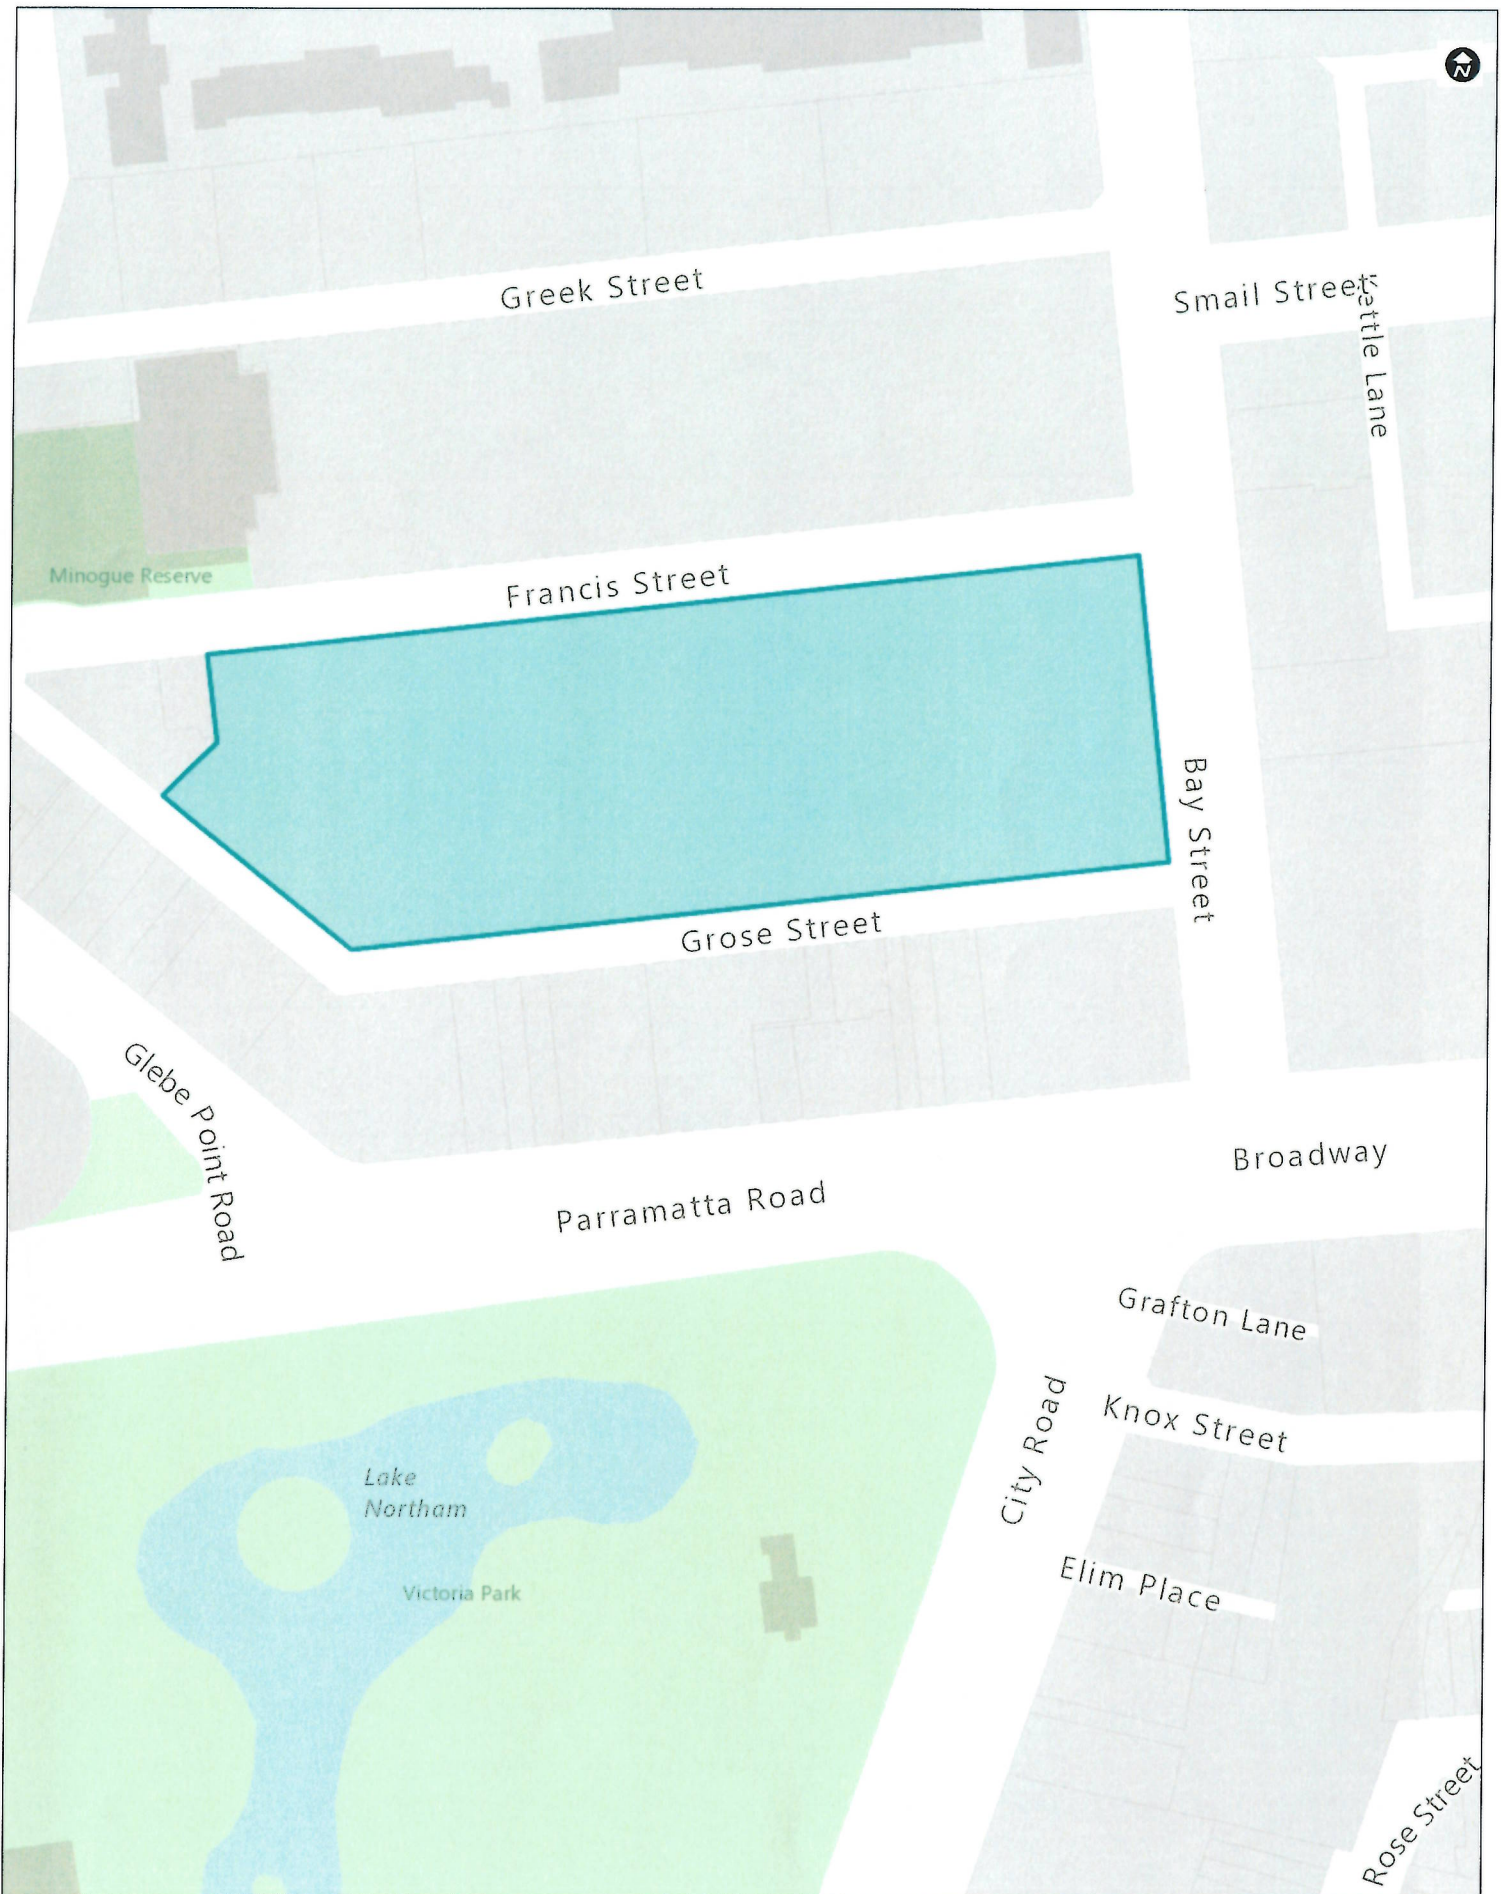 N
Greek Street
Smail Street
Kettle Lane
Minogue Reserve
Francis Street
Bay Street
Grose Street
Glebe Point Road
Broadway
Parramatta Road
Grafton Lane
City Road
Knox Street
Lake
Northam
Victoria Park
Elim Place
Rose Street